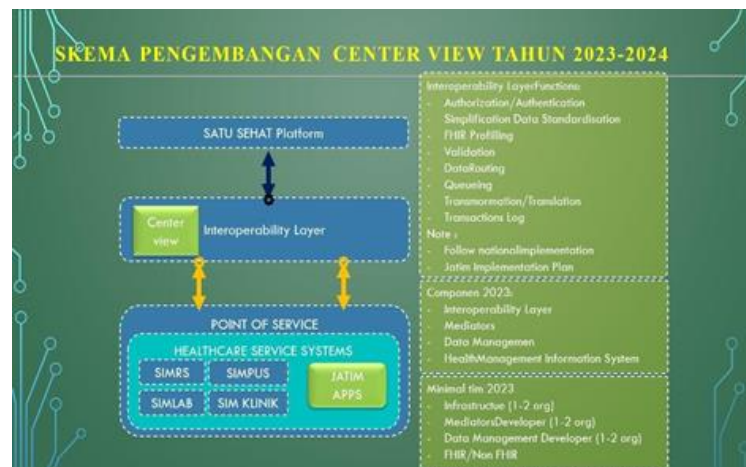 SKEMA PENGEMBANGAN CENTER VIEW TAHUN 2023-2024
SATU SEHAT Platform
Center
view
Interoperability Layer
POINT OF SERVICE
HEALTHCARE SERVICE SYSTEMS
SIMRS
SIMPUS
SIMLAB
SIM KLINIK
JATIM
APPS
Interoperability LayerFunctions:
- Authorization/Authentication
- Simplification Data Standardisation
- FHIR Profilling
- Validation
- DataRouting
- Queueing
- Transmormation/Translation
- Transactions Log
Note :
- Follow nationalimplementation
- Jatim Implementation Plan
Componen 2023:
- Interoperability Layer
- Mediators
- Data Managemen
- HealthManagement Information System
Minimal tim 2023
- Infrastructue (1-2 org)
- MediatorsDeveloper (1-2 org)
- Data Management Developer (1-2 org)
- FHIR/Non FHIR